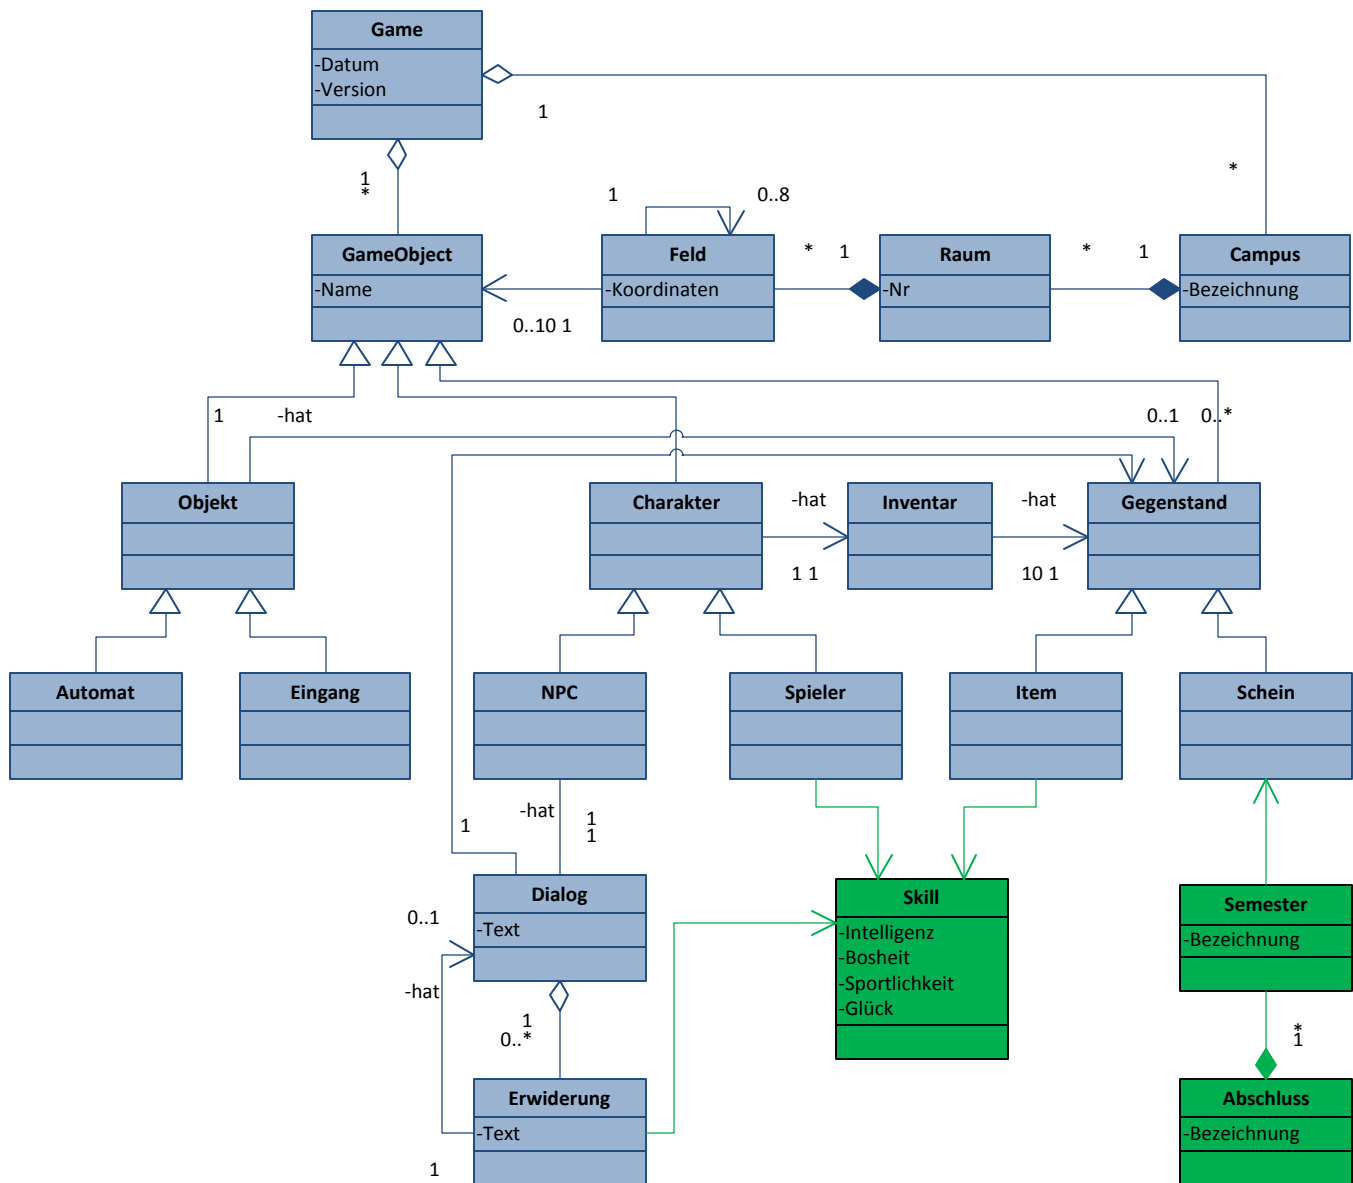 Game
-Datum
-Version
1
*
1
*
1
0..8
GameObject
-Name
Feld
-Koordinaten
* 1
Raum
-Nr
* 1
Campus
-Bezeichnung
0..10 1
1
-hat
0..1
0..*
Objekt
Charakter
-hat
1 1
Inventar
-hat
10 1
Gegenstand
Automat
Eingang
NPC
Spieler
Item
Schein
-hat
1
1
1
Dialog
-Text
0..1
-hat
1
0..*
Skill
-Intelligenz
-Bosheit
-Sportlichkeit
-Glück
Semester
-Bezeichnung
*
1
Erwiderung
-Text
1
Abschluss
-Bezeichnung